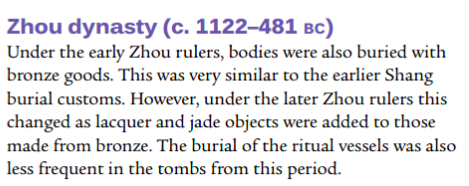 Zhou dynasty (c. 1122–481 BC)
Under the early Zhou rulers, bodies were also buried with
bronze goods. This was very similar to the earlier Shang
burial customs. However, under the later Zhou rulers this
changed as lacquer and jade objects were added to those
made from bronze. The burial of the ritual vessels was also
less frequent in the tombs from this period.